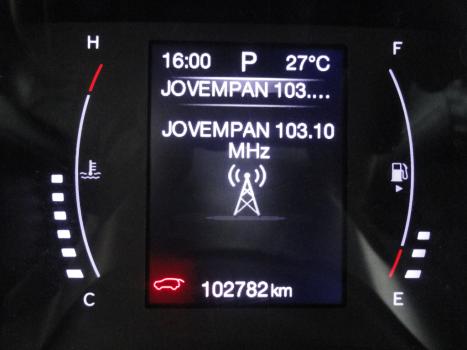 H
F
16:00 P 27°C
JOVEMPAN 103....
JOVEMPAN 103.10
MHz
102782 km
C
E